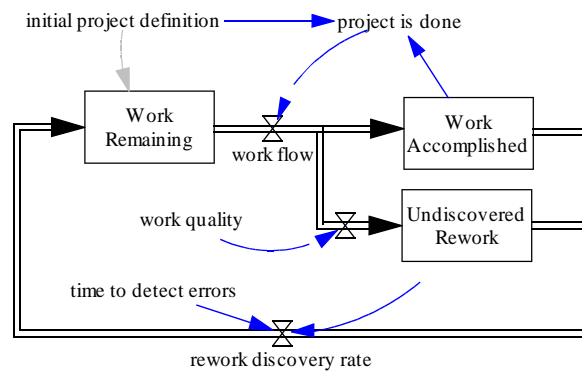 initial project definition
project is done
Work
Remaining
work flow
Work
Accomplished
work quality
Undiscovered
Rework
time to detect errors
rework discovery rate